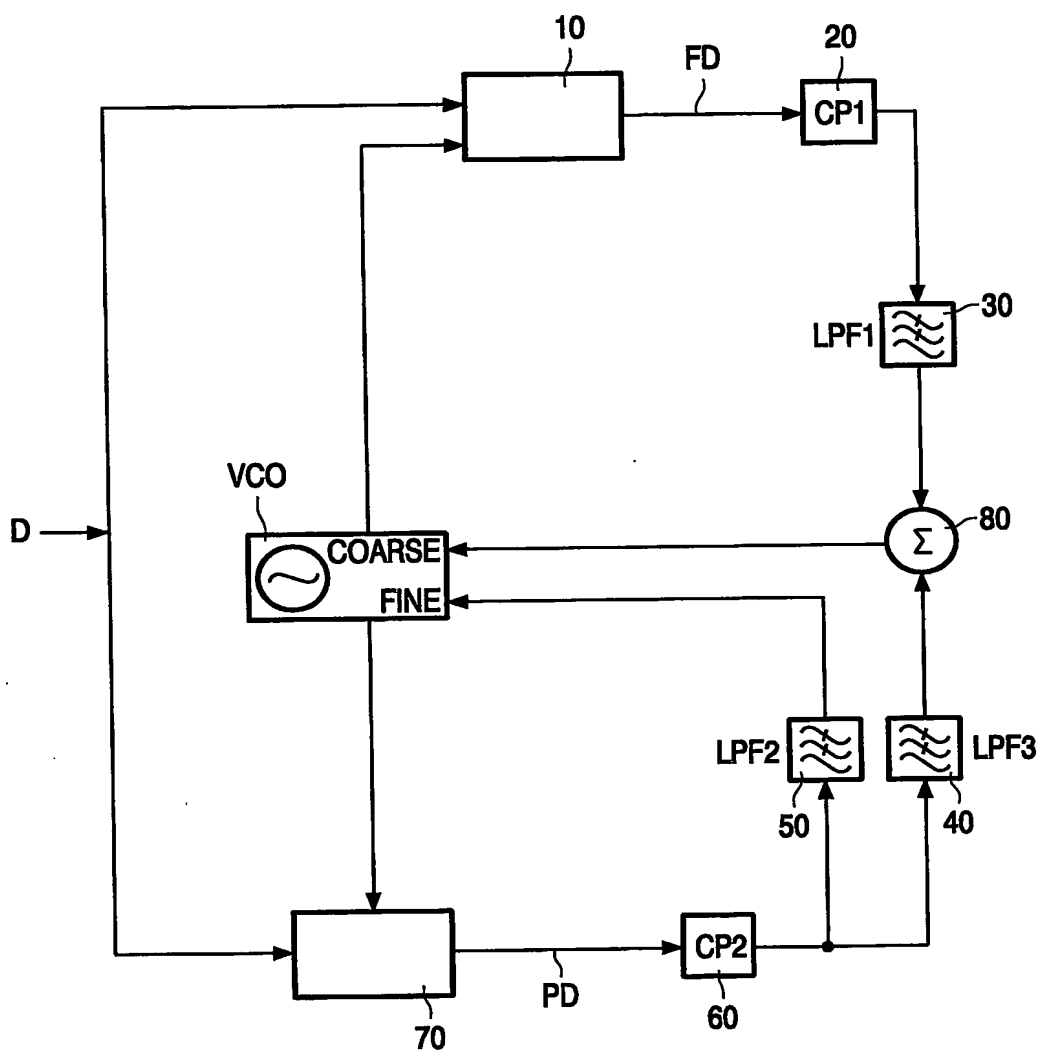 10
FD
20
CP1
30
LPF1
VCO
D
COARSE
FINE
Σ
80
LPF2
LPF3
50
40
CP2
PD
60
70